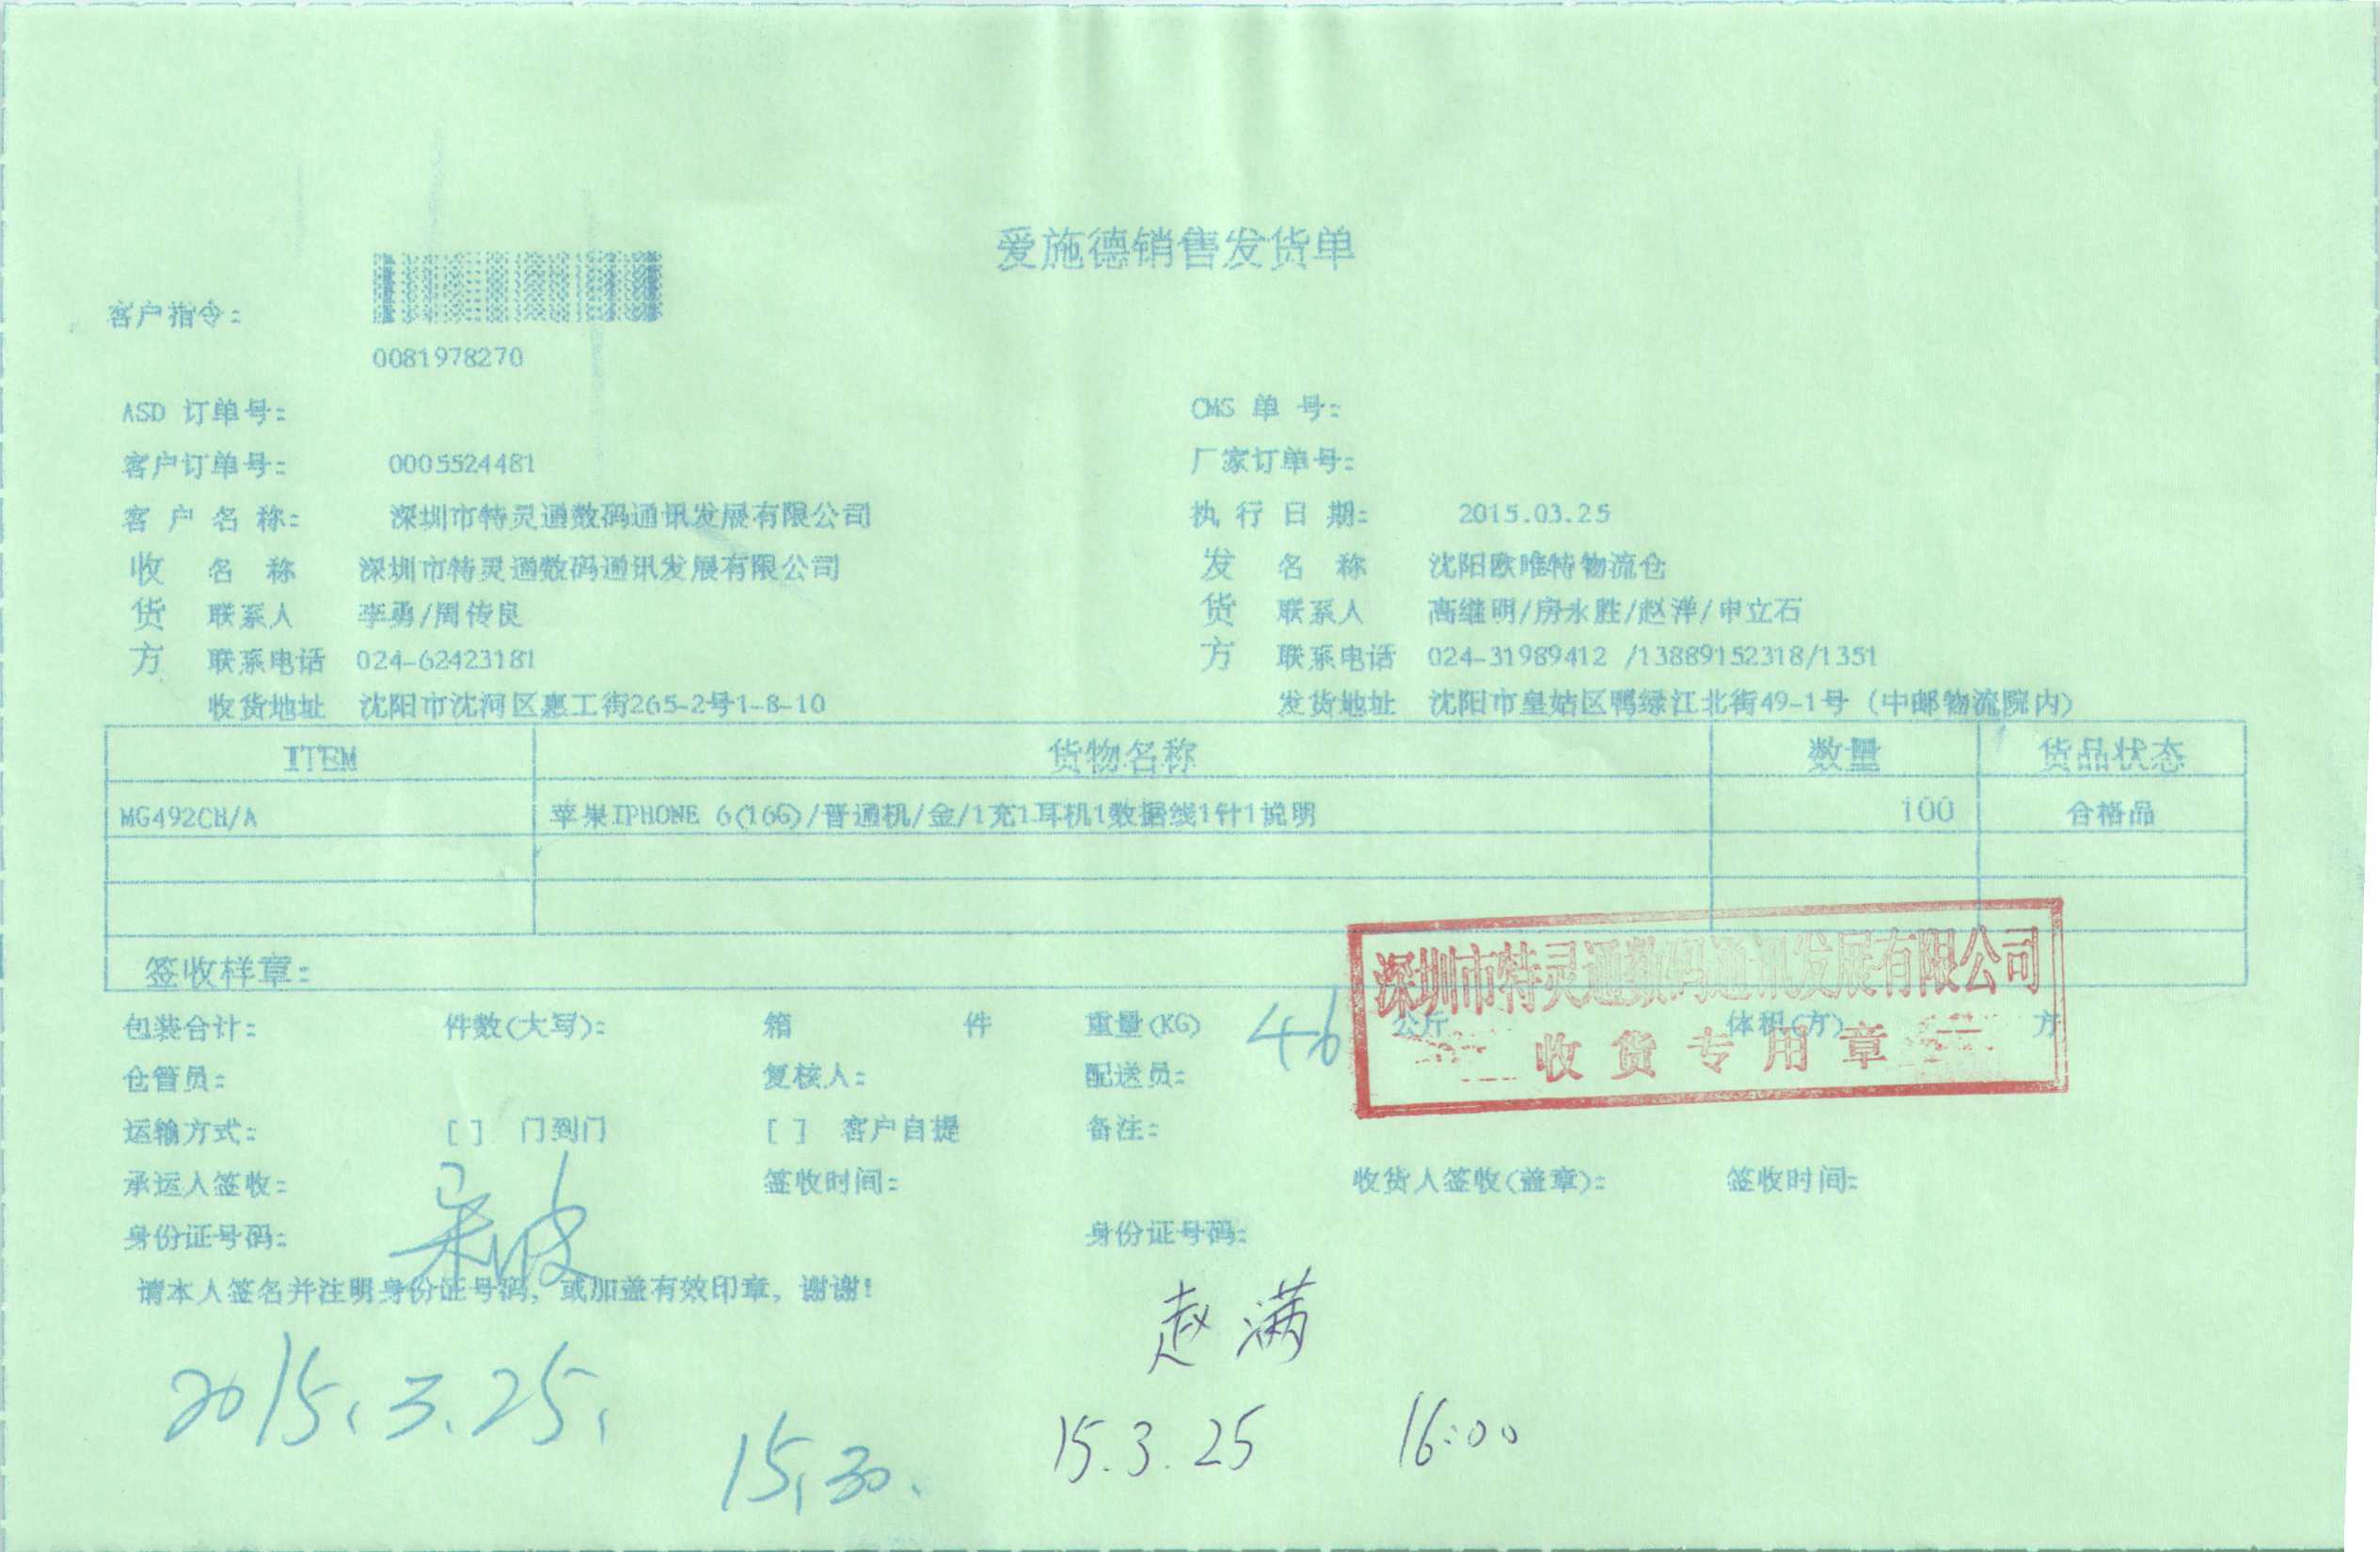 爱施德销售发货单
客户指令:
0081978270
ASD 订单号: CMS 单 号:
客户订单号: 0005524481 厂家订单号:
客 户 名 称: 深圳市特灵通数码通讯发展有限公司 执 行 日 期: 2015.03.25
收 名 称 深圳市特灵通数码通讯发展有限公司 发 名 称 沈阳欧唯特物流仓
货 联系人 李勇/周传良 货 联系人 高继明/房永胜/赵洋/申立石
方 联系电话 024-62423181 方 联系电话 024-31989412 /13889152318/1351
收货地址 沈阳市沈河区惠工街265-2号1-8-10 发货地址 沈阳市皇姑区鸭绿江北街49-1号 (中邮物流院内)
ITEM 货物名称 数量 货品状态
MG492CH/A 苹果IPHONE 6(16G)/普通机/金/1充1耳机1数据线1针1说明 100 合格品
签收样章:
深圳市特灵通数码通讯发展有限公司
收货专用章
包装合计: 件数(大写): 箱 件 重量(KG) 46 公斤 体积(方) 方
仓管员: 复核人: 配送员:
运输方式: [ ] 门到门 [ ] 客户自提 备注:
承运人签收: 签收时间: 收货人签收(盖章): 签收时间:
身份证号码: 身份证号码:
请本人签名并注明身份证号码, 或加盖有效印章, 谢谢!
赵满
2015.3.25.
15.30.
15.3.25 16:00